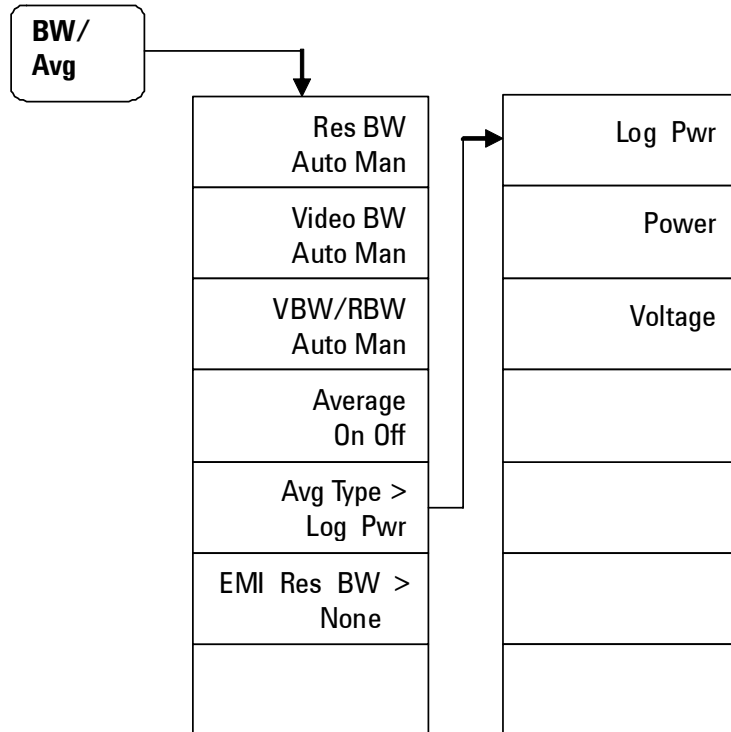 BW/
Avg
Res BW
Auto Man
Video BW
Auto Man
VBW/RBW
Auto Man
Average
On Off
Avg Type >
Log Pwr
EMI Res BW >
None
Log Pwr
Power
Voltage